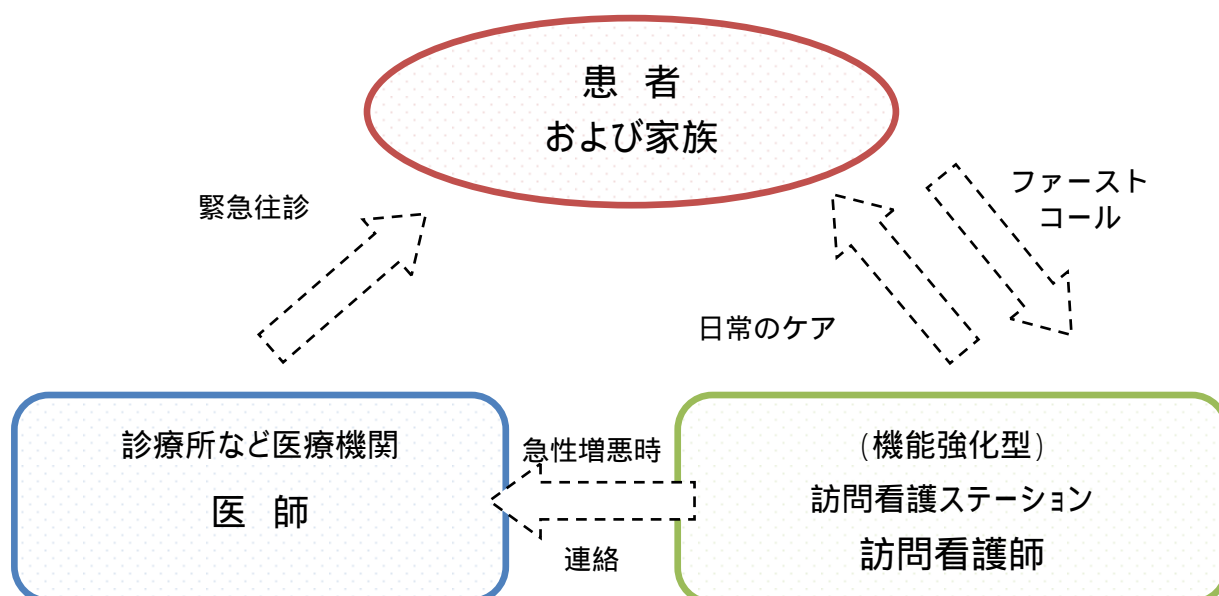 患 者
および家族
緊急往診
ファースト
コール
日常のケア
診療所など医療機関
医 師
急性増悪時
連絡
(機能強化型)
訪問看護ステーション
訪問看護師